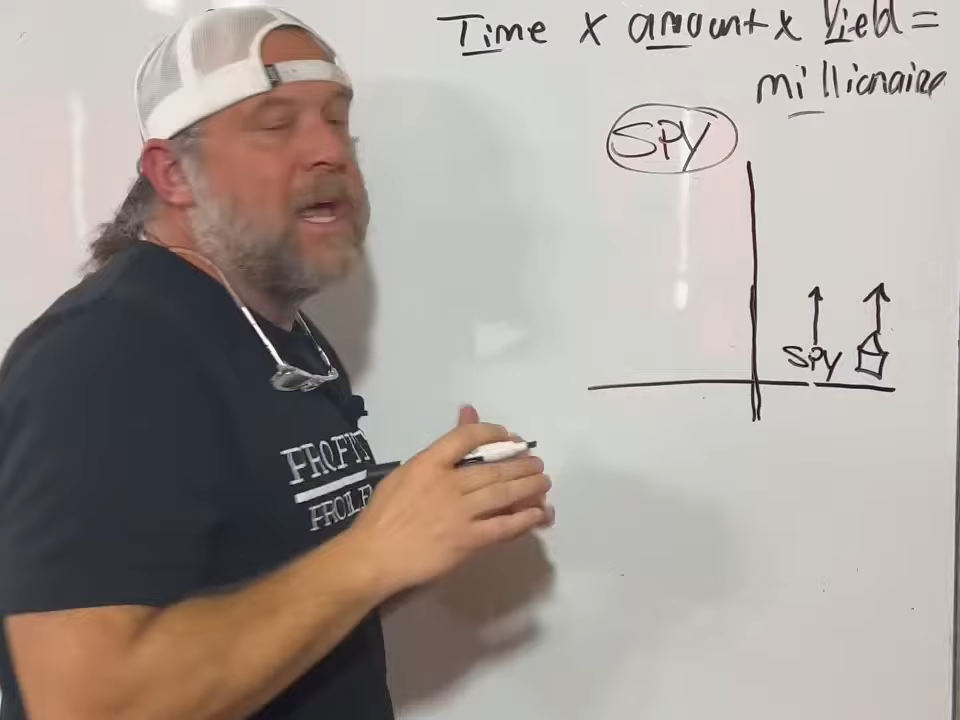 Time x amount x Yield =
millionaire
SPY
SPY
PROFIT